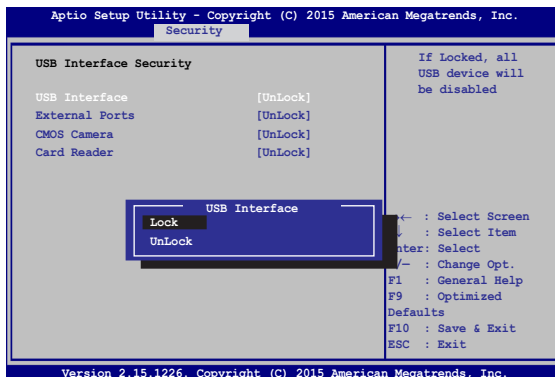 Aptio Setup Utility - Copyright (C) 2015 American Megatrends, Inc.
Security
USB Interface Security
USB Interface [UnLock]
External Ports [UnLock]
CMOS Camera [UnLock]
Card Reader [UnLock]
If Locked, all
USB device will
be disabled
USB Interface
Lock
UnLock
← : Select Screen
↓ : Select Item
nter: Select
/— : Change Opt.
F1 : General Help
F9 : Optimized
Defaults
F10 : Save & Exit
ESC : Exit
Version 2.15.1226. Copyright (C) 2015 American Megatrends, Inc.